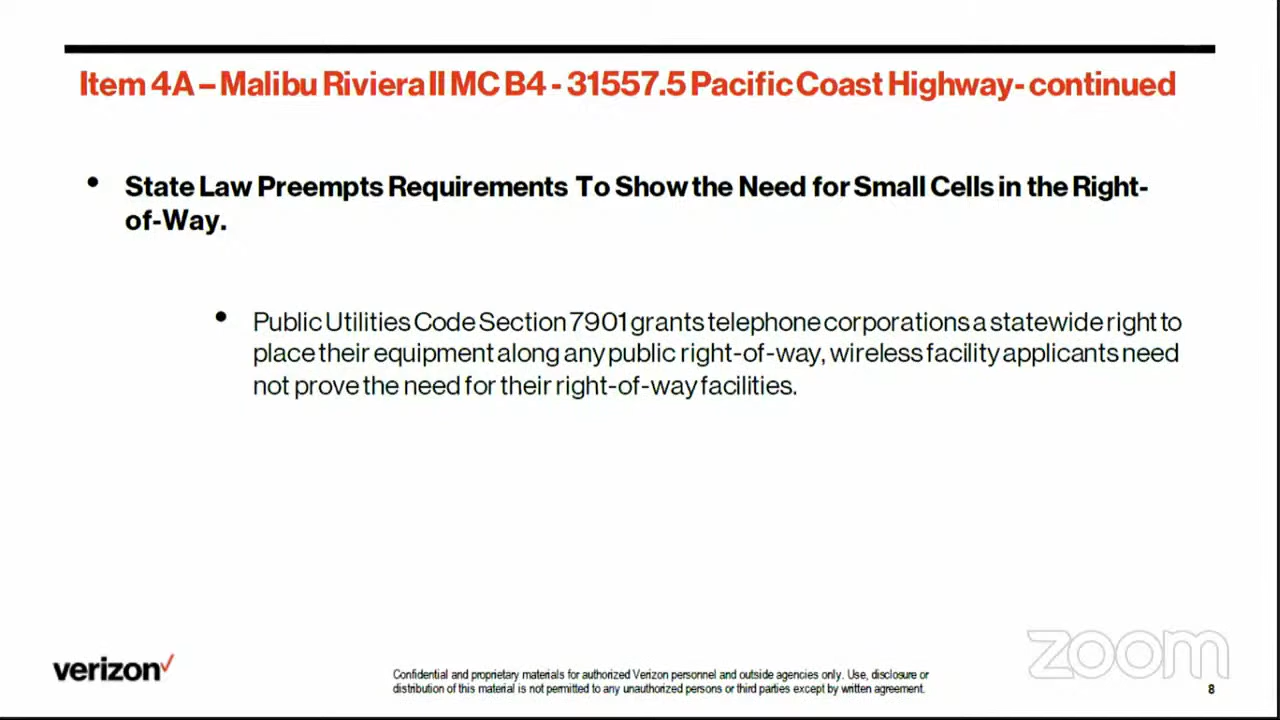 Item 4A – Malibu Riviera II MC B4 - 31557.5 Pacific Coast Highway- continued
• State Law Preempts Requirements To Show the Need for Small Cells in the Right-
of-Way.
• Public Utilities Code Section 7901 grants telephone corporations a statewide right to
place their equipment along any public right-of-way, wireless facility applicants need
not prove the need for their right-of-way facilities.
zoom
verizon✓
Confidential and proprietary materials for authorized Verizon personnel and outside agencies only. Use, disclosure or
distribution of this material is not permitted to any unauthorized persons or third parties except by written agreement.
8